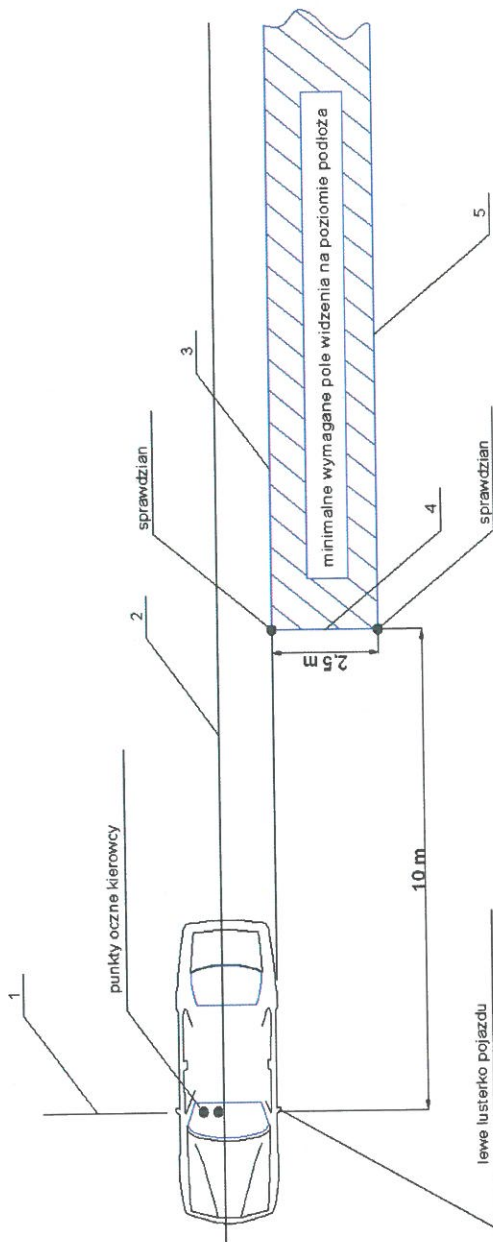 1
punkty oczne kierowcy
2
sprawdzian
3
minimalne wymagane pole widzenia na poziomie podłoża
2,5 m
4
5
10 m
sprawdzian
lewe lusterko pojazdu